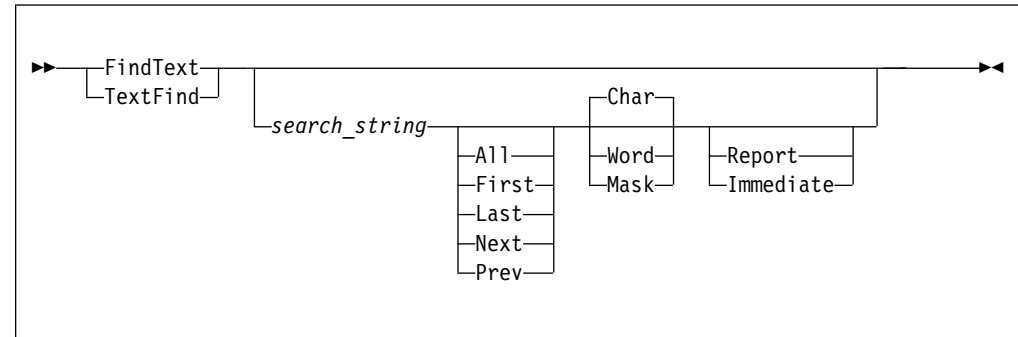 FindText
TextFind
search_string
Char
All
Word
Report
First
Mask
Immediate
Last
Next
Prev